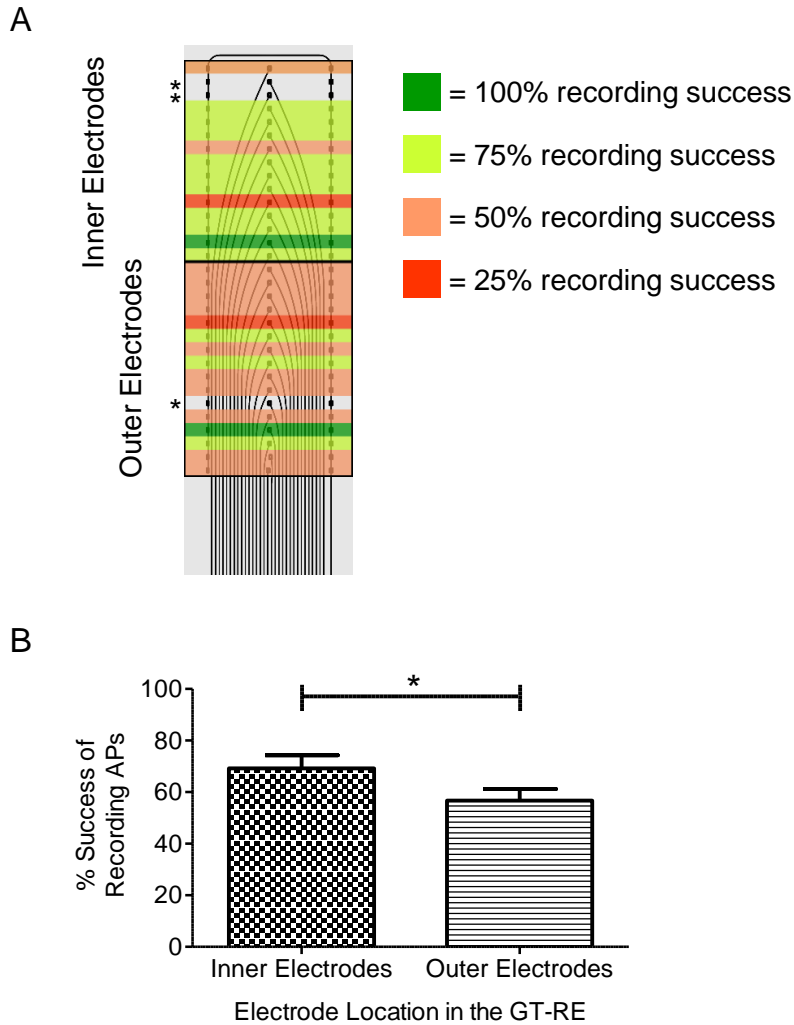 A
*
*
*
Inner Electrodes
Outer Electrodes
= 100% recording success
= 75% recording success
= 50% recording success
= 25% recording success
B
*
% Success of
Recording APs
100
80
60
40
20
0
Inner Electrodes Outer Electrodes
Electrode Location in the GT-RE